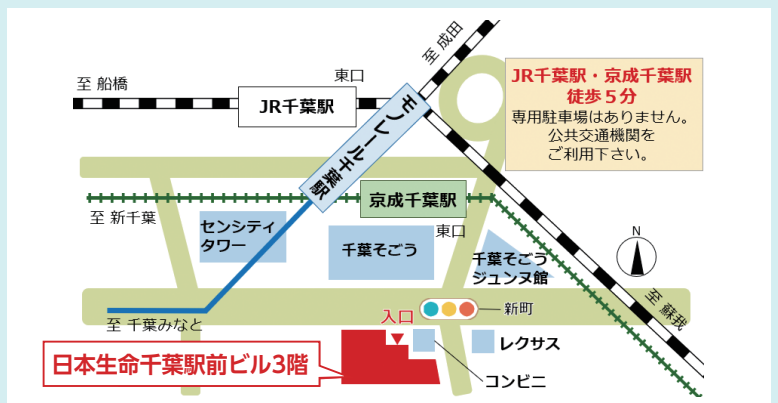 至 成田
至 船橋
東口
JR千葉駅
モノレール千葉駅
JR千葉駅・京成千葉駅
徒歩５分
専用駐車場はありません。
公共交通機関を
ご利用下さい。
京成千葉駅
至 新千葉
東口
センシティ
タワー
千葉そごう
千葉そごう
ジュンヌ館
N
至 蘇我
至 千葉みなと
新町
入口
レクサス
コンビニ
日本生命千葉駅前ビル3階